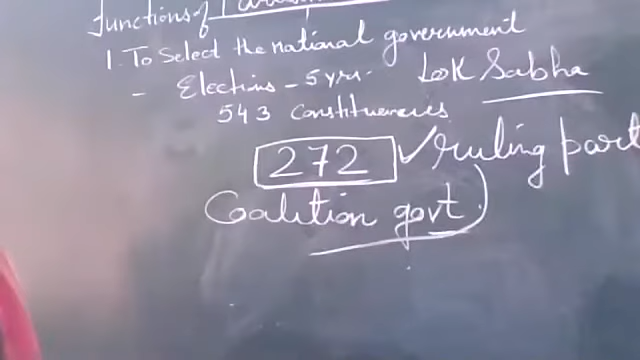 Functions of
1. To Select the national government
- Elections - 5 yrs. Lok Sabha
543 Constituencies
272 ✓ ruling part
Coalition govt)